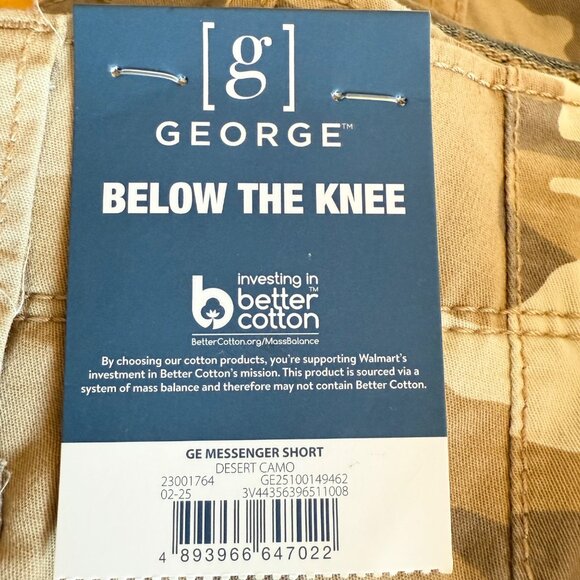 [g]
GEORGE™
BELOW THE KNEE
investing in
better™
cotton
BetterCotton.org/MassBalance
By choosing our cotton products, you're supporting Walmart's
investment in Better Cotton's mission. This product is sourced via a
system of mass balance and therefore may not contain Better Cotton.
GE MESSENGER SHORT
DESERT CAMO
23001764 GE25100149462
02-25 3V44356396511008
4 893966 647022